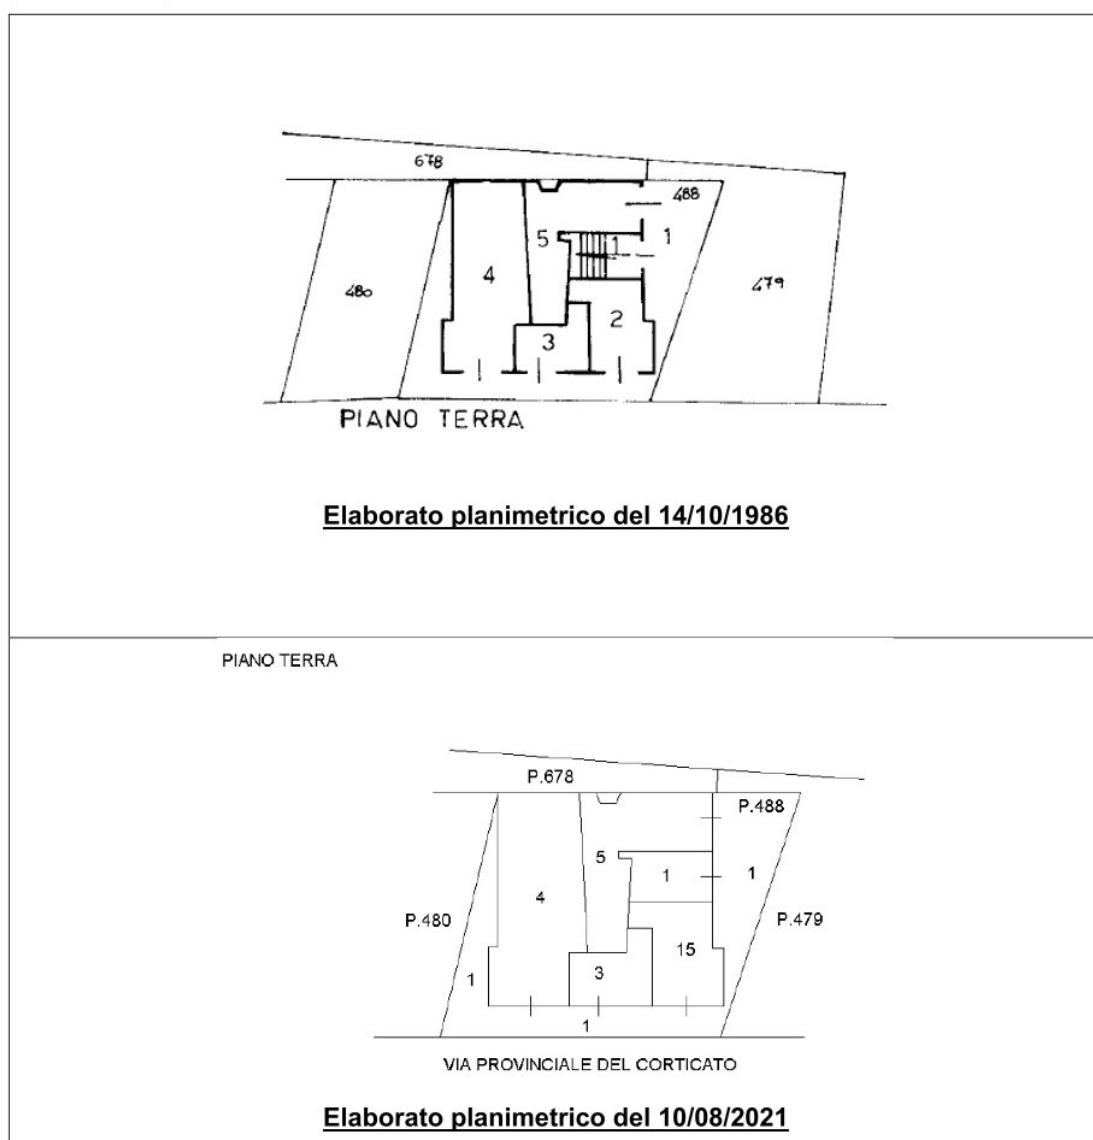 678
488
5
1
1
4
480
479
2
3
PIANO TERRA
Elaborato planimetrico del 14/10/1986
PIANO TERRA
P.678
P.488
5
1
1
4
P.480
P.479
15
1
3
1
VIA PROVINCIALE DEL CORTICATO
Elaborato planimetrico del 10/08/2021